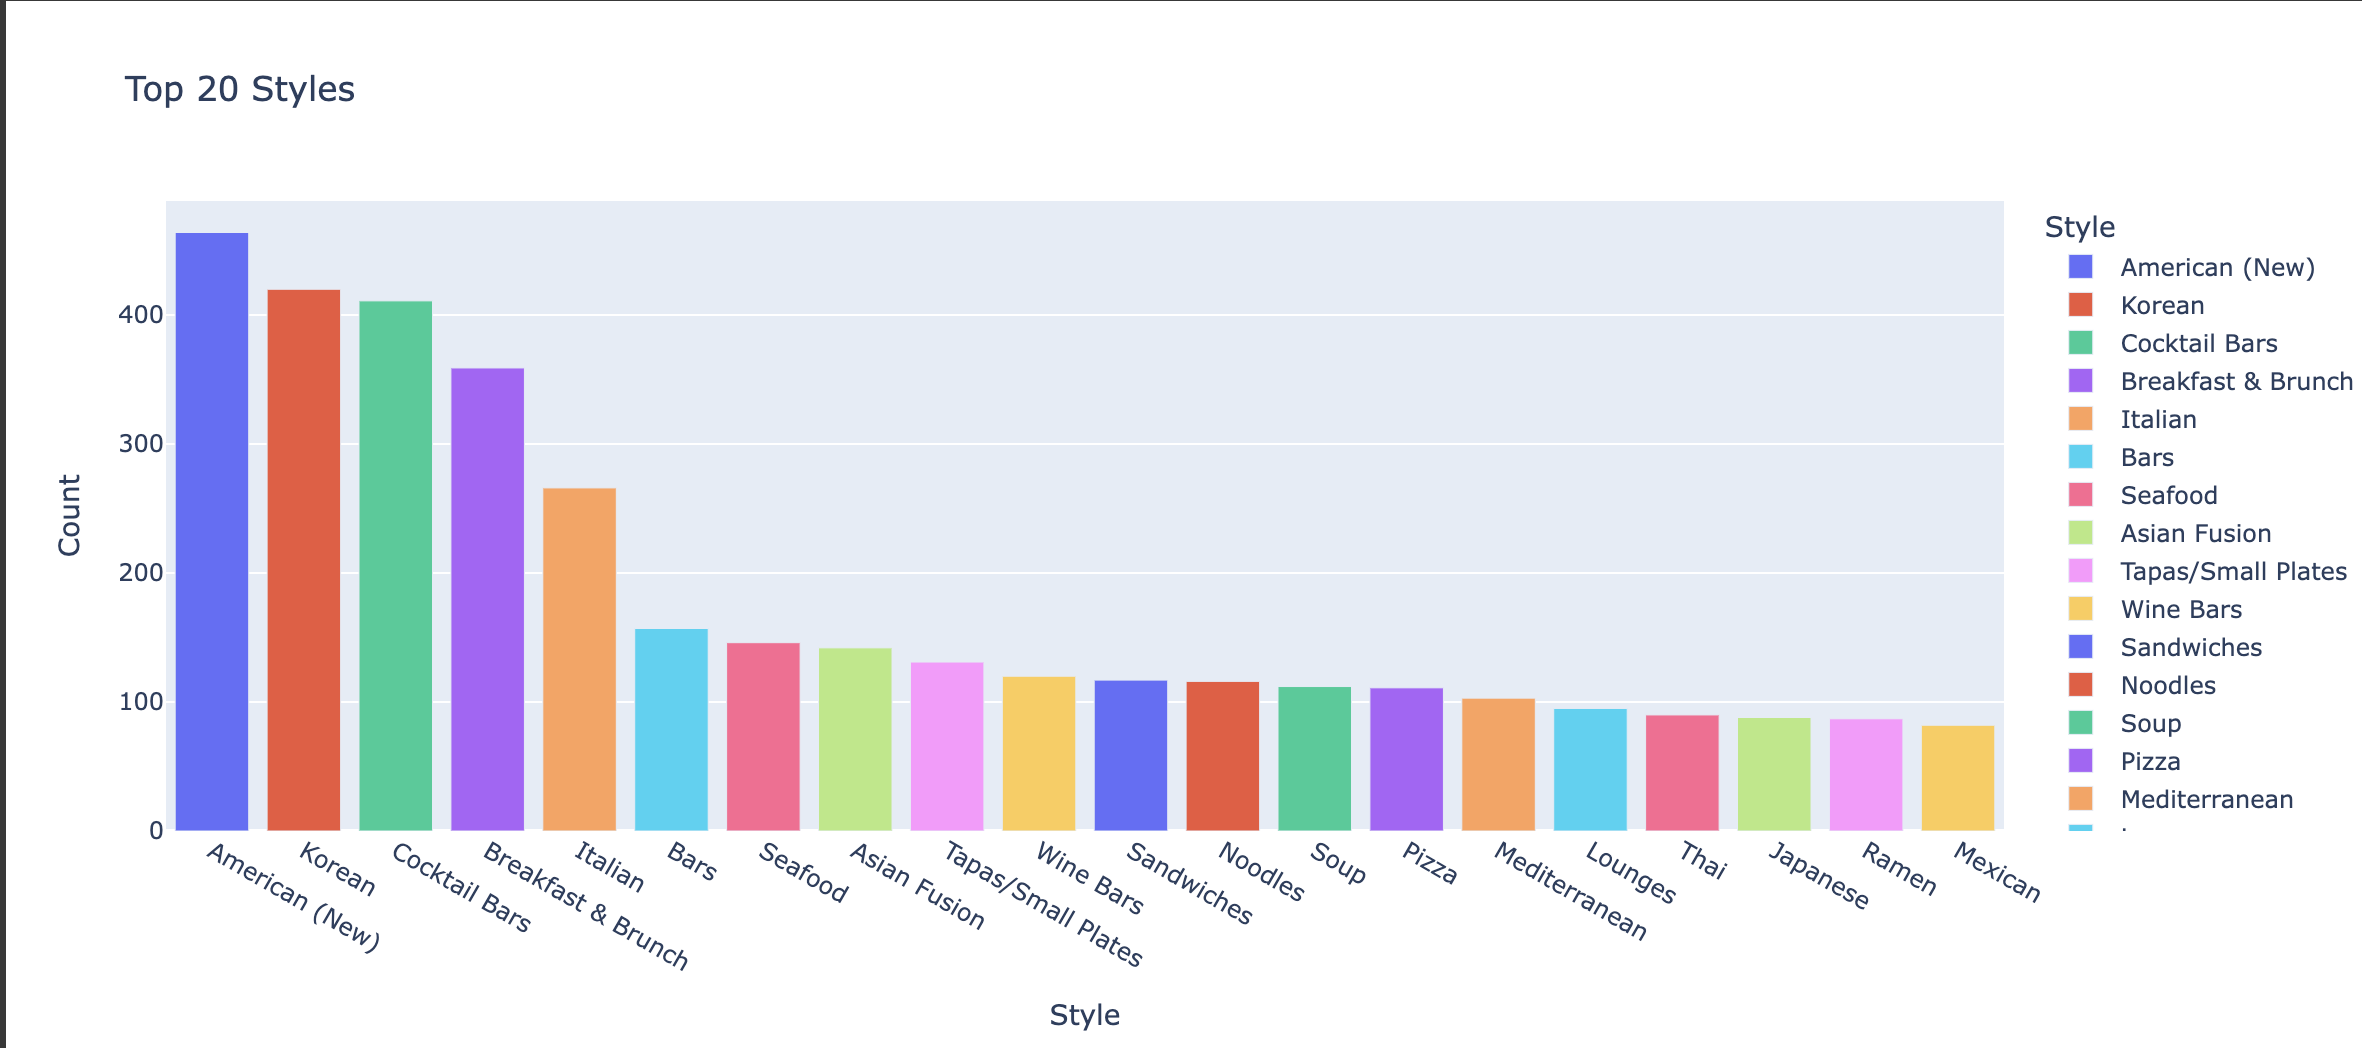 Top 20 Styles
Count
400
300
200
100
0
American (New)
Korean
Cocktail Bars
Breakfast & Brunch
Italian
Bars
Seafood
Asian Fusion
Tapas/Small Plates
Wine Bars
Sandwiches
Noodles
Soup
Pizza
Mediterranean
Lounges
Thai
Japanese
Ramen
Mexican
Style
Style
American (New)
Korean
Cocktail Bars
Breakfast & Brunch
Italian
Bars
Seafood
Asian Fusion
Tapas/Small Plates
Wine Bars
Sandwiches
Noodles
Soup
Pizza
Mediterranean